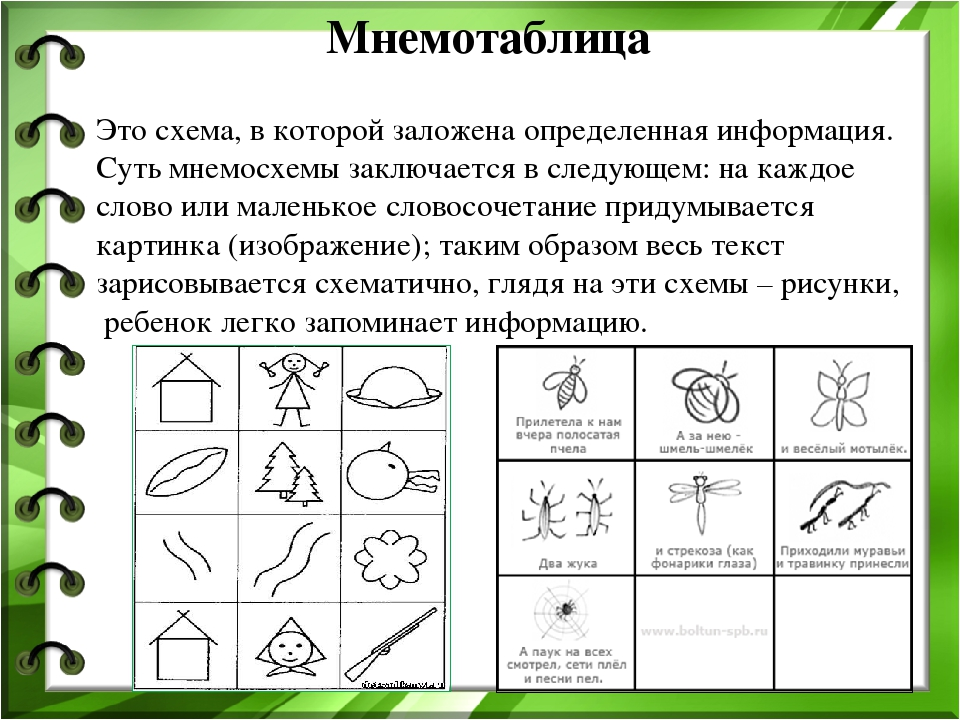 Мнемотаблица
Это схема, в которой заложена определенная информация.
Суть мнемосхемы заключается в следующем: на каждое
слово или маленькое словосочетание придумывается
картинка (изображение); таким образом весь текст
зарисовывается схематично, глядя на эти схемы – рисунки,
ребенок легко запоминает информацию.
Прилетела к нам
вчера полосатая
пчела
А за нею -
шмель-шмелёк
и весёлый мотылёк.
Два жука
и стрекоза (как
фонарики глаза)
Приходили муравьи
и травинку принесли
А паук на всех
смотрел, сети плёл
и песни пел.
www.boltun-spb.ru